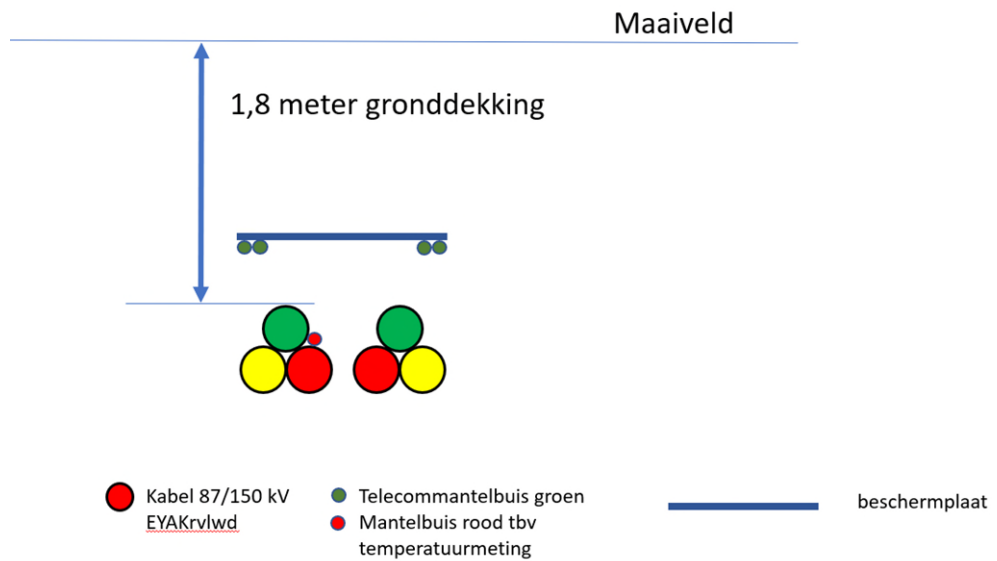 Maaiveld
1,8 meter gronddekking
Kabel 87/150 kV
EYAKrvlwd
Telecommantelbuis groen
Mantelbuis rood tbv
temperatuurmeting
beschermplaat